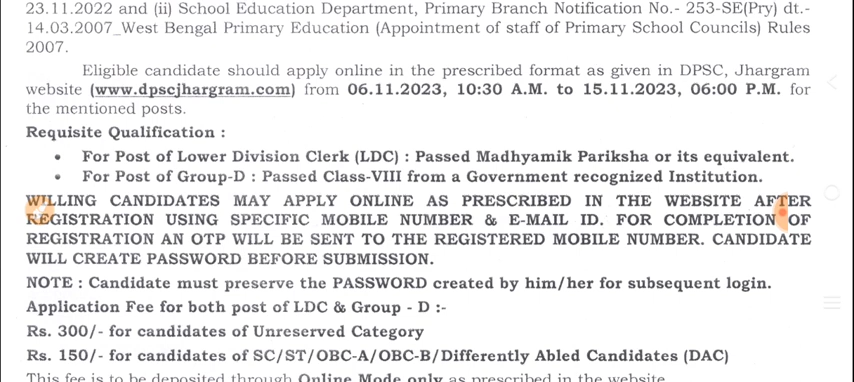 23.11.2022 and (ii) School Education Department, Primary Branch Notification No.- 253-SE(Pry) dt.-
14.03.2007_West Bengal Primary Education (Appointment of staff of Primary School Councils) Rules
2007.
Eligible candidate should apply online in the prescribed format as given in DPSC, Jhargram
website (www.dpscjhargram.com) from 06.11.2023, 10:30 A.M. to 15.11.2023, 06:00 P.M. for
the mentioned posts.
Requisite Qualification :
• For Post of Lower Division Clerk (LDC) : Passed Madhyamik Pariksha or its equivalent.
• For Post of Group-D : Passed Class-VIII from a Government recognized Institution.
WILLING CANDIDATES MAY APPLY ONLINE AS PRESCRIBED IN THE WEBSITE AFTER
REGISTRATION USING SPECIFIC MOBILE NUMBER & E-MAIL ID. FOR COMPLETION OF
REGISTRATION AN OTP WILL BE SENT TO THE REGISTERED MOBILE NUMBER. CANDIDATE
WILL CREATE PASSWORD BEFORE SUBMISSION.
NOTE : Candidate must preserve the PASSWORD created by him/her for subsequent login.
Application Fee for both post of LDC & Group - D :-
Rs. 300/- for candidates of Unreserved Category
Rs. 150/- for candidates of SC/ST/OBC-A/OBC-B/Differently Abled Candidates (DAC)
This fee is to be deposited through Online Mode only as prescribed in the website.